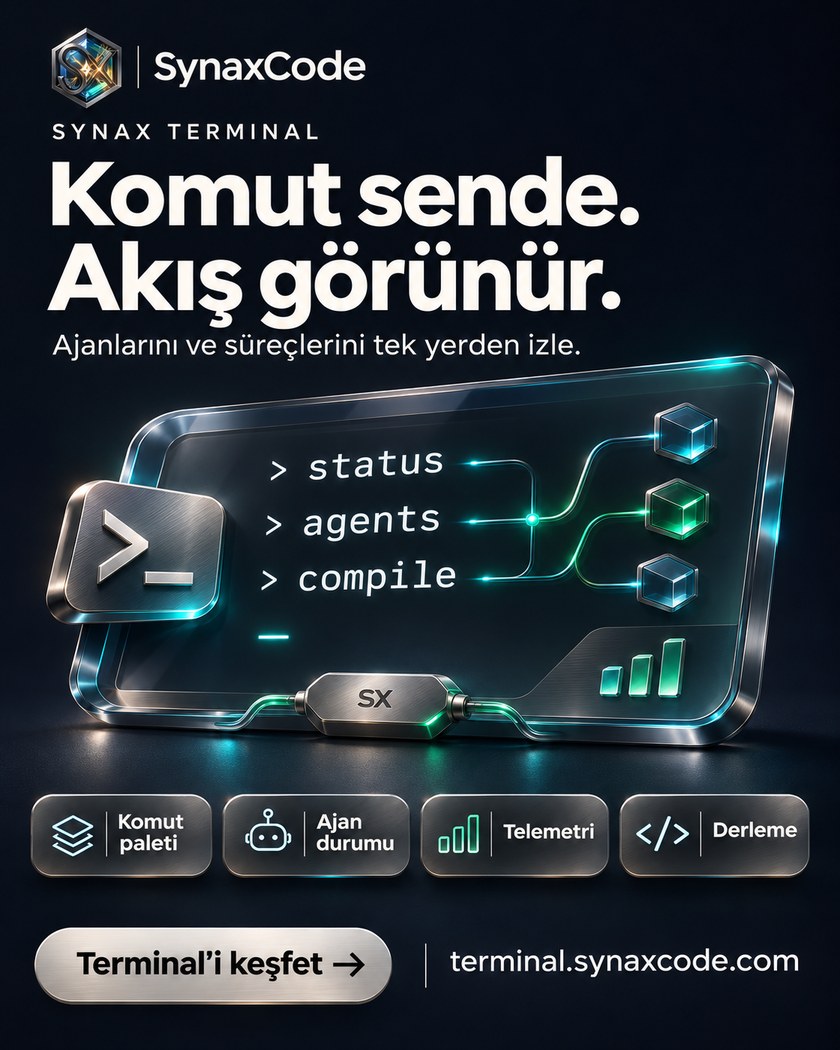 SX
SynaxCode
SYNAX TERMINAL
Komut sende.
Akış görünür.
Ajanlarını ve süreçlerini tek yerden izle.
> status
> agents
> compile
>_
SX
Komut
paleti
Ajan
durumu
Telemetri
</> Derleme
Terminal’i keşfet →
terminal.synaxcode.com